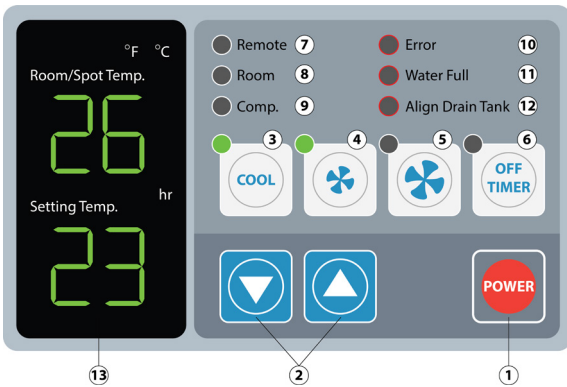 °F °C
Room/Spot Temp.
26
hr
Setting Temp.
23
Remote 7
Room 8
Comp. 9
Error 10
Water Full 11
Align Drain Tank 12
3 4 5 6
COOL
OFF
TIMER
POWER
13 2 1